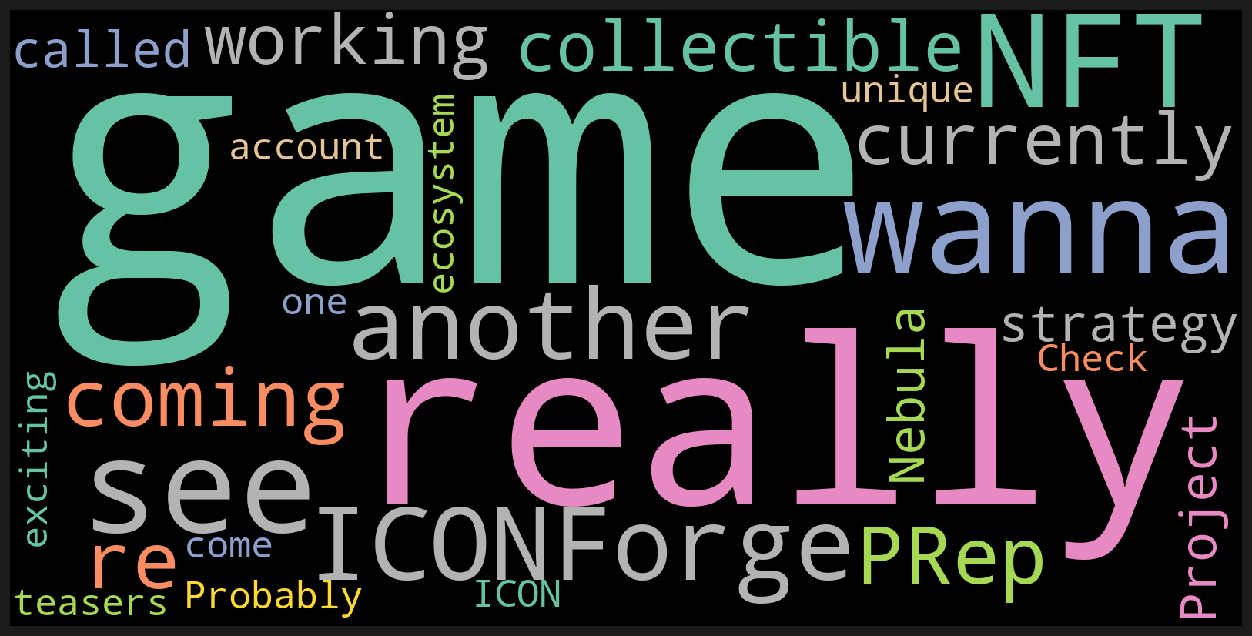 called
working
collectible
NFT
unique
game
account
ecosystem
currently
wanna
one
another
strategy
Nebula
Check
really
coming
exciting
see
Project
ICONForge
PRep
re
come
teasers
Probably
ICON